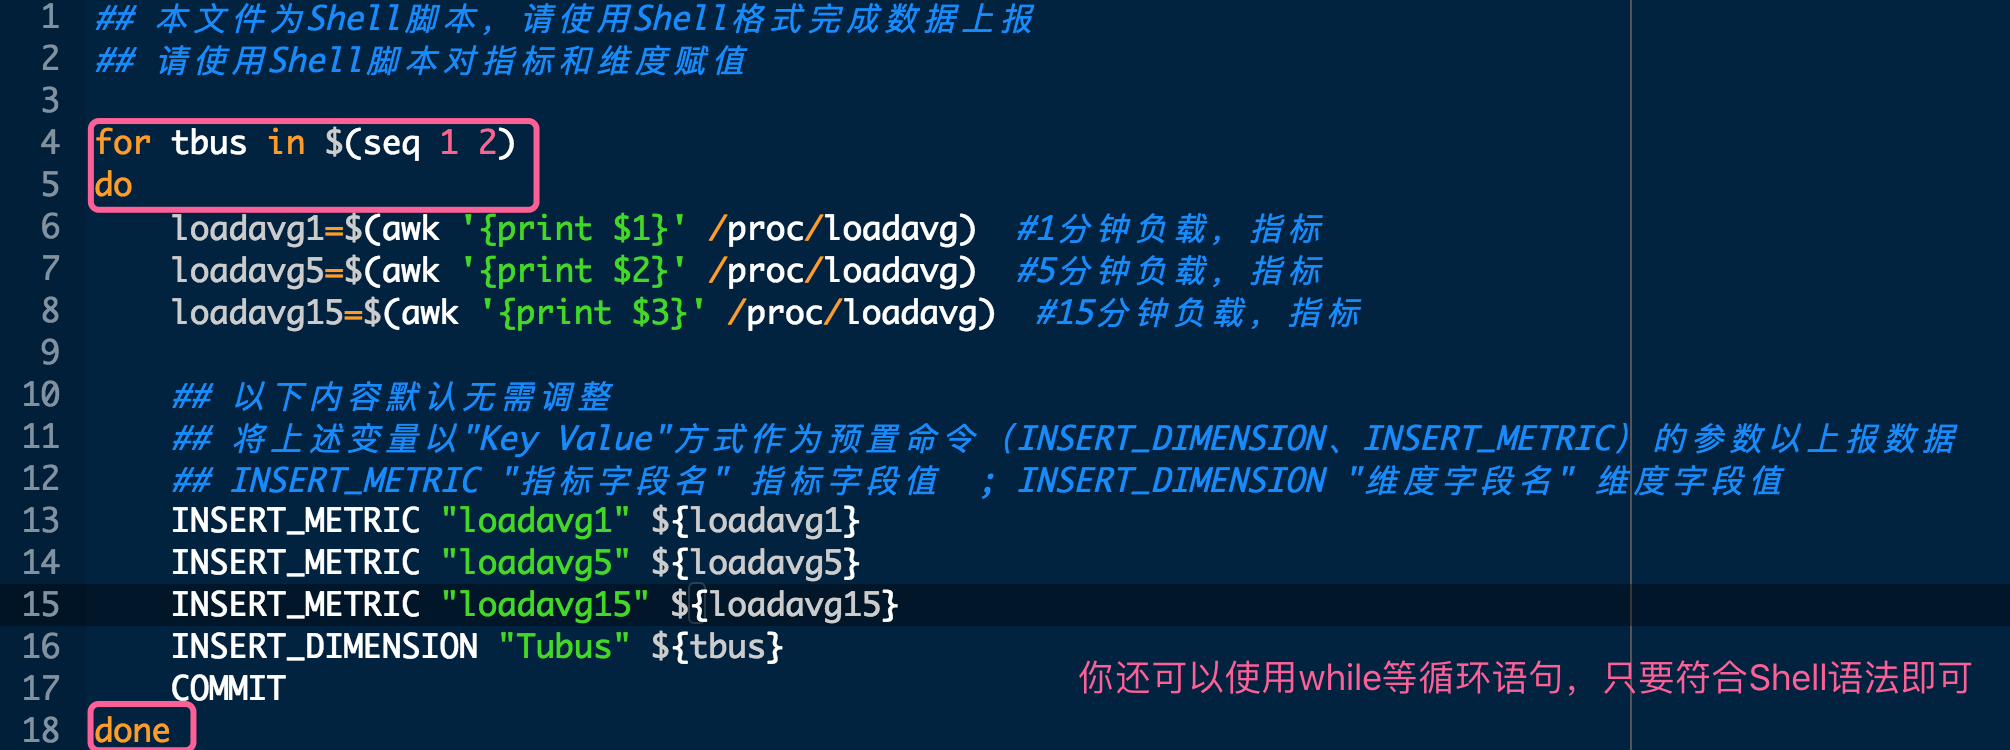 1 ## 本文件为Shell脚本，请使用Shell格式完成数据上报
2 ## 请使用Shell脚本对指标和维度赋值
3
4 for tbus in $(seq 1 2)
5 do
6 loadavg1=$(awk '{print $1}' /proc/loadavg) #1分钟负载，指标
7 loadavg5=$(awk '{print $2}' /proc/loadavg) #5分钟负载，指标
8 loadavg15=$(awk '{print $3}' /proc/loadavg) #15分钟负载，指标
9
10 ## 以下内容默认无需调整
11 ## 将上述变量以"Key Value"方式作为预置命令（INSERT_DIMENSION、INSERT_METRIC）的参数以上报数据
12 ## INSERT_METRIC "指标字段名" 指标字段值 ；INSERT_DIMENSION "维度字段名" 维度字段值
13 INSERT_METRIC "loadavg1" ${loadavg1}
14 INSERT_METRIC "loadavg5" ${loadavg5}
15 INSERT_METRIC "loadavg15" ${loadavg15}
16 INSERT_DIMENSION "Tubus" ${tbus}
你还可以使用while等循环语句，只要符合Shell语法即可
17 COMMIT
18 done